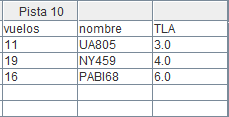 Pista 10
vuelos nombre TLA
11 UA805 3.0
19 NY459 4.0
16 PABI68 6.0